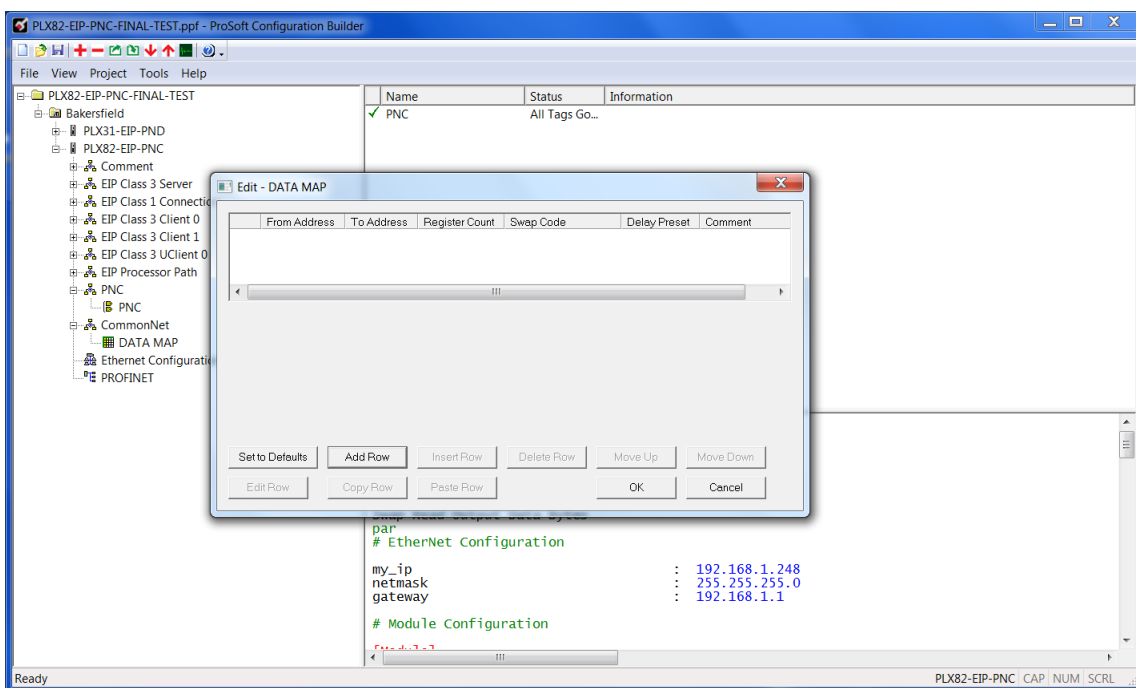 PLX82-EIP-PNC-FINAL-TEST.ppf - ProSoft Configuration Builder
File View Project Tools Help
PLX82-EIP-PNC-FINAL-TEST
Bakersfield
PLX31-EIP-PND
PLX82-EIP-PNC
Comment
EIP Class 3 Server
EIP Class 1 Connectio
EIP Class 3 Client 0
EIP Class 3 Client 1
EIP Class 3 UClient 0
EIP Processor Path
PNC
PNC
CommonNet
DATA MAP
Ethernet Configuratio
PROFINET
Name Status Information
PNC All Tags Go...
Edit - DATA MAP
From Address To Address Register Count Swap Code Delay Preset Comment
Set to Defaults Add Row Insert Row Delete Row Move Up Move Down
Edit Row Copy Row Paste Row OK Cancel
par
# EtherNet Configuration
my_ip : 192.168.1.248
netmask : 255.255.255.0
gateway : 192.168.1.1
# Module Configuration
[Module]
Ready PLX82-EIP-PNC CAP NUM SCRL